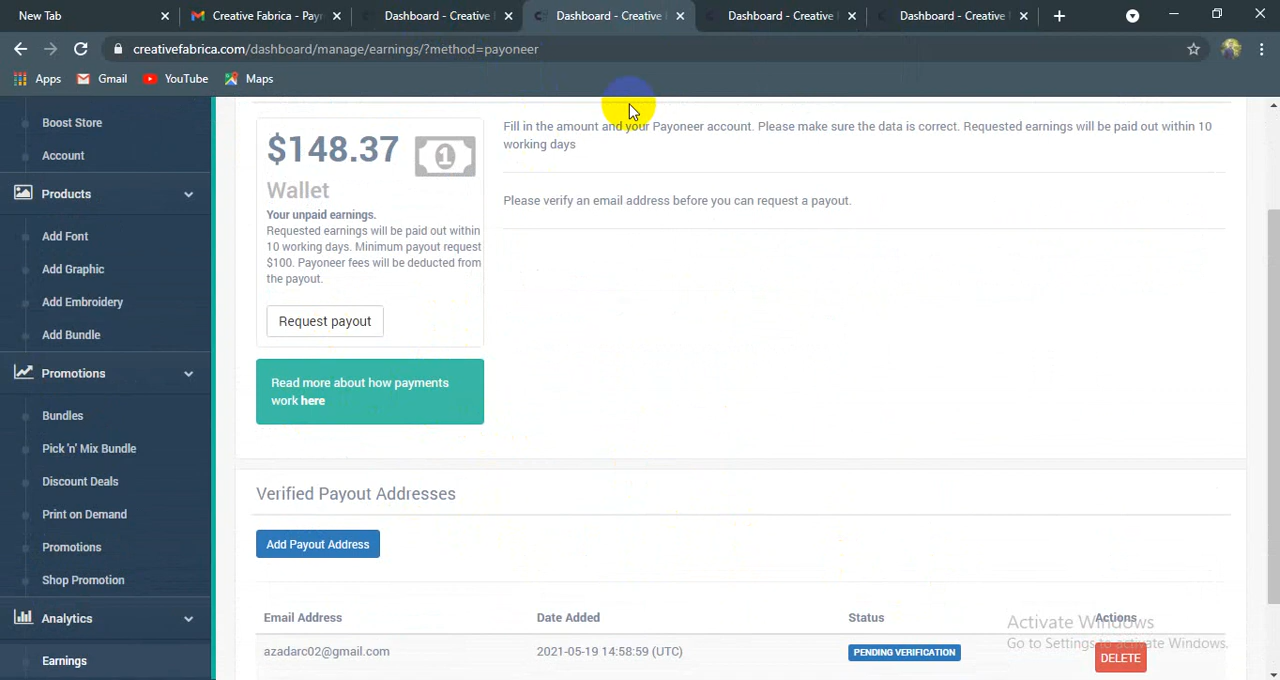 New Tab
Creative Fabrica - Pay
Dashboard - Creative
Dashboard - Creative
Dashboard - Creative
Dashboard - Creative
creativefabrica.com/dashboard/manage/earnings/?method=payoneer
Apps
Gmail
YouTube
Maps
Boost Store
Account
Products
Add Font
Add Graphic
Add Embroidery
Add Bundle
Promotions
Bundles
Pick 'n' Mix Bundle
Discount Deals
Print on Demand
Promotions
Shop Promotion
Analytics
Earnings
$148.37
1
Wallet
Your unpaid earnings.
Requested earnings will be paid out within
10 working days. Minimum payout request
$100. Payoneer fees will be deducted from
the payout.
Request payout
Read more about how payments
work here
Fill in the amount and your Payoneer account. Please make sure the data is correct. Requested earnings will be paid out within 10
working days
Please verify an email address before you can request a payout.
Verified Payout Addresses
Add Payout Address
Email Address
Date Added
Status
Actions
azadarc02@gmail.com
2021-05-19 14:58:59 (UTC)
PENDING VERIFICATION
DELETE
Activate Windows
Go to Settings to activate Windows.